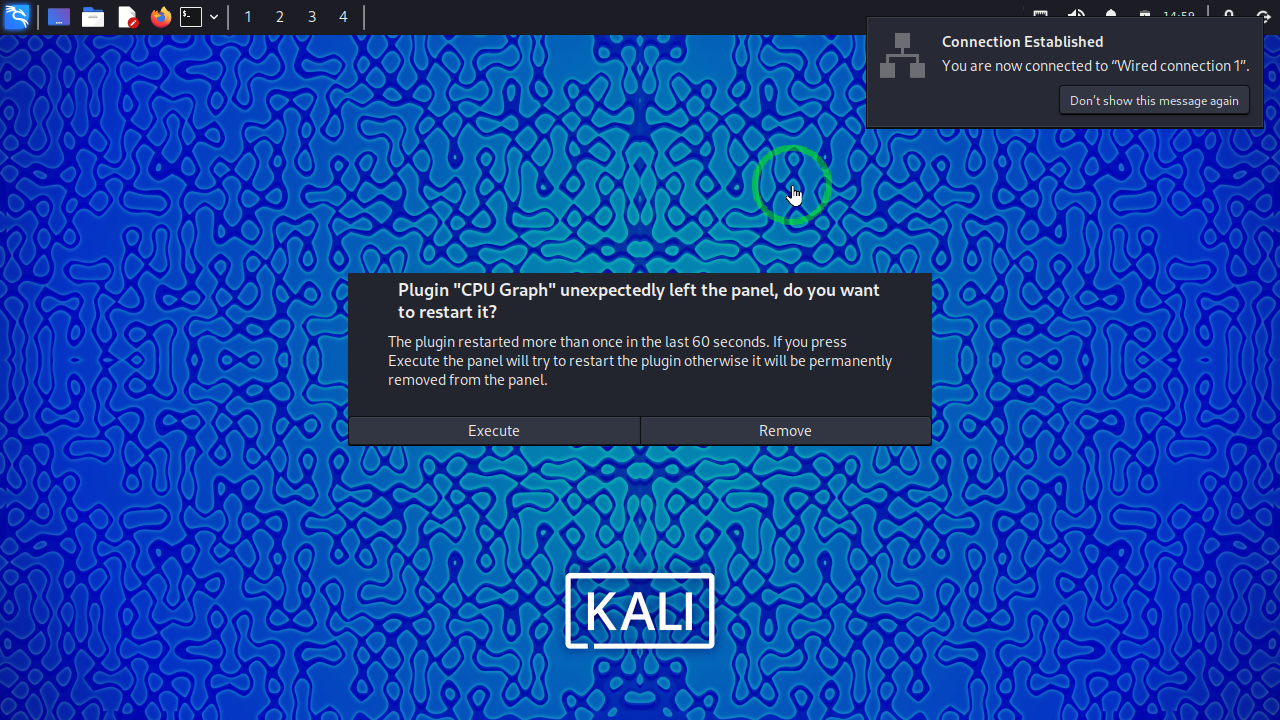 1 2 3 4
14:59
Connection Established
You are now connected to “Wired connection 1”.
Don’t show this message again
Plugin "CPU Graph" unexpectedly left the panel, do you want
to restart it?
The plugin restarted more than once in the last 60 seconds. If you press
Execute the panel will try to restart the plugin otherwise it will be permanently
removed from the panel.
Execute Remove
KALI